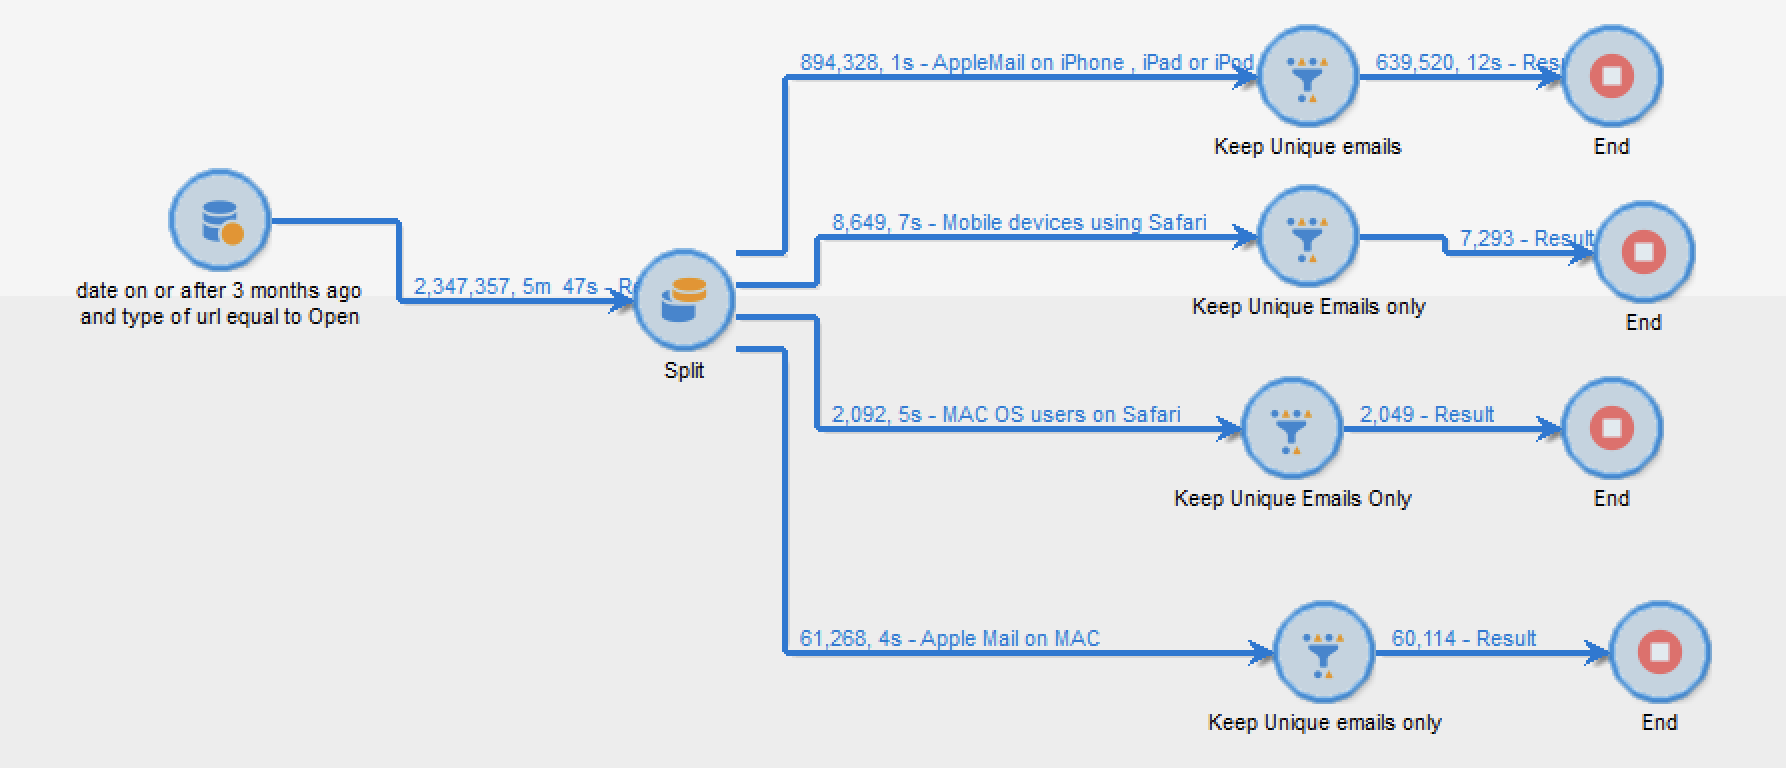 894,328, 1s - AppleMail on iPhone , iPad or iPod
639,520, 12s -
Keep Unique emails
End
8,649, 7s - Mobile devices using Safari
7,293 - Result
Keep Unique Emails only
End
date on or after 3 months ago
and type of url equal to Open
2,347,357, 5m 47s -
Split
2,092, 5s - MAC OS users on Safari
2,049 - Result
Keep Unique Emails Only
End
61,268, 4s - Apple Mail on MAC
60,114 - Result
Keep Unique emails only
End